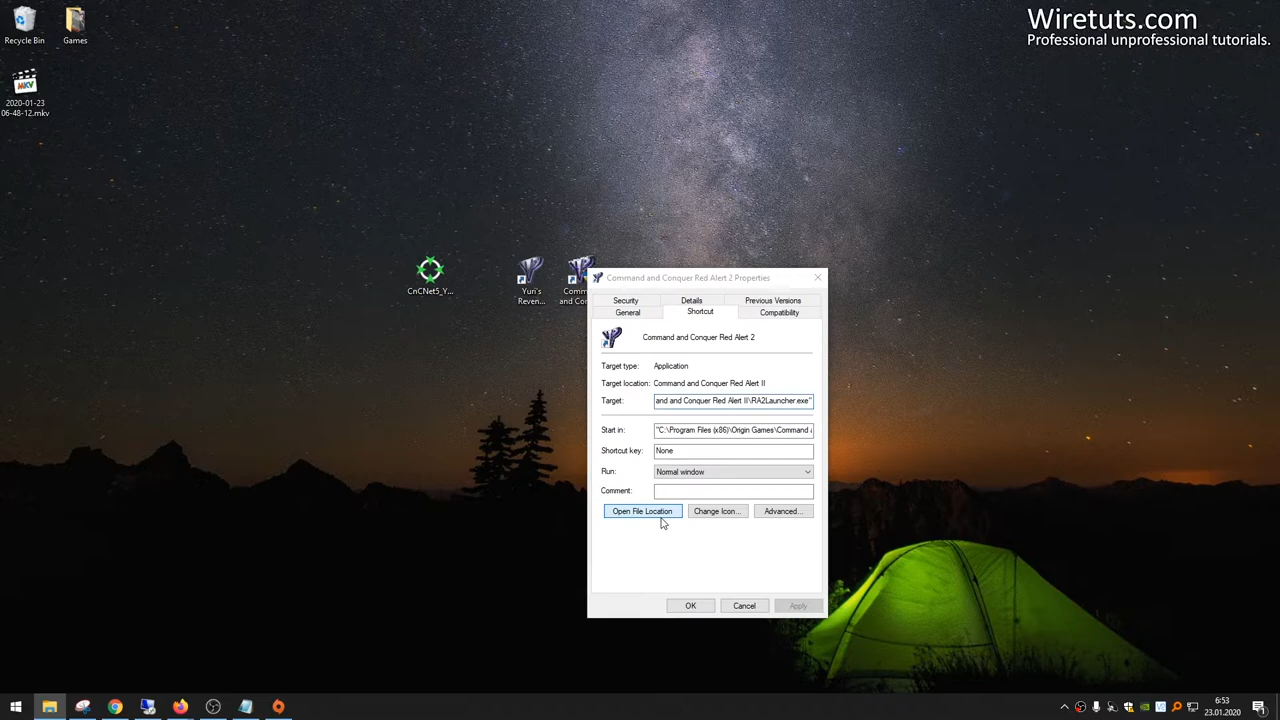 Wiretuts.com
Professional unprofessional tutorials.
Recycle Bin
Games
MKV
2020-01-23
06-48-12.mkv
CnCNet5_Y...
Yuri's
Reven...
Comm
and Con
Command and Conquer Red Alert 2 Properties
Security Details Previous Versions
General Shortcut Compatibility
Command and Conquer Red Alert 2
Target type: Application
Target location: Command and Conquer Red Alert II
Target: and and Conquer Red Alert II\RA2Launcher.exe"
Start in: "C:\Program Files (x86)\Origin Games\Command a
Shortcut key: None
Run: Normal window
Comment:
Open File Location Change Icon... Advanced...
OK Cancel Apply
6:53
23.01.2020